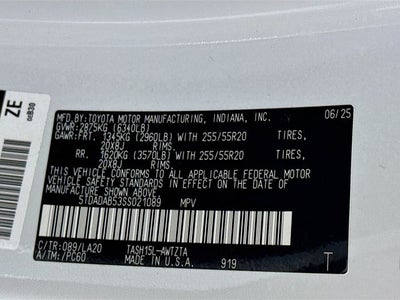 ZE
00830
MFD.BY:TOYOTA MOTOR MANUFACTURING, INDIANA, INC. 06/25
GVWR:2875KG (6340LB)
GAWR:FRT. 1345KG (2960LB) WITH 255/55R20 TIRES,
20X8J RIMS,
RR. 1620KG (3570LB) WITH 255/55R20 TIRES,
20X8J RIMS.
THIS VEHICLE CONFORMS TO ALL APPLICABLE FEDERAL MOTOR
VEHICLE SAFETY STANDARDS IN EFFECT ON THE DATE OF
MANUFACTURE SHOWN ABOVE.
5TDADAB53SS021089 MPV
C/TR:089/LA20 TASH15L-AWTZTA
A/TM:/PC60 MADE IN U.S.A. 919 T